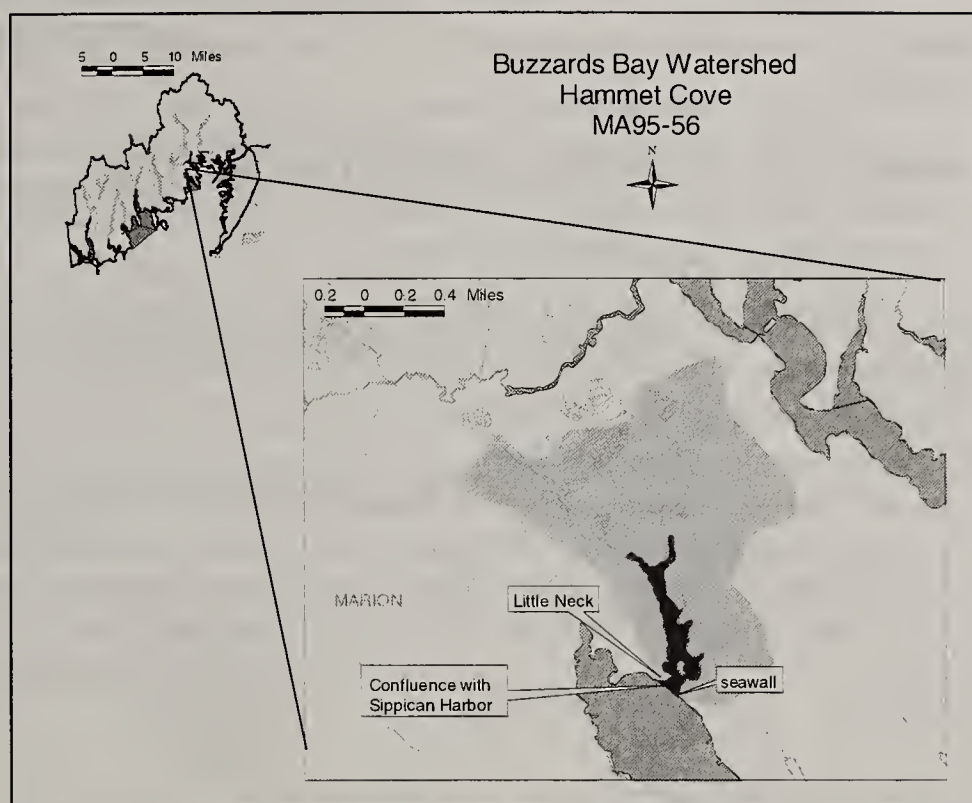 5 0 5 10 Miles
Buzzards Bay Watershed
Hammet Cove
MA95-56
N
0.2 0 0.2 0.4 Miles
MARION
Little Neck
Confluence with
Sippican Harbor
seawall